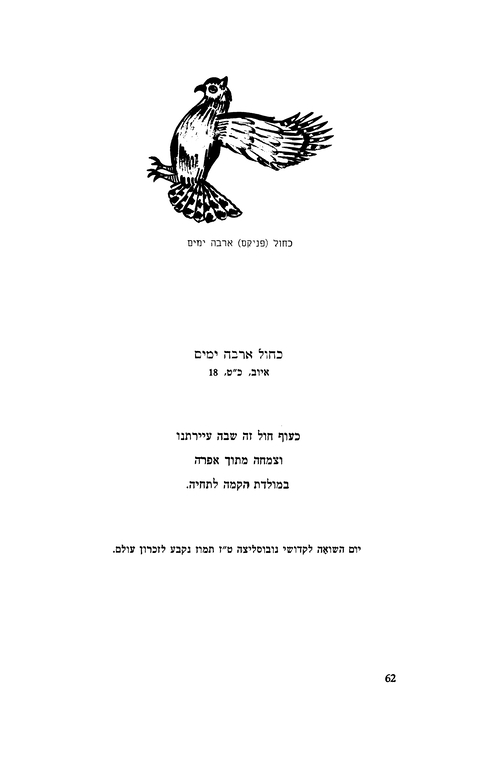 כחול (פניקס) ארבה ימים
כחול ארבה ימים
איוב, כ״ט, 18
כעוף חול זה שבה עיירתנו
וצמחה מתוך אפרה
במולדת הקמה לתחיה.
יום השואה לקדושי נובוסליצה ט״ז תמוז נקבע לזכרון עולם.
62